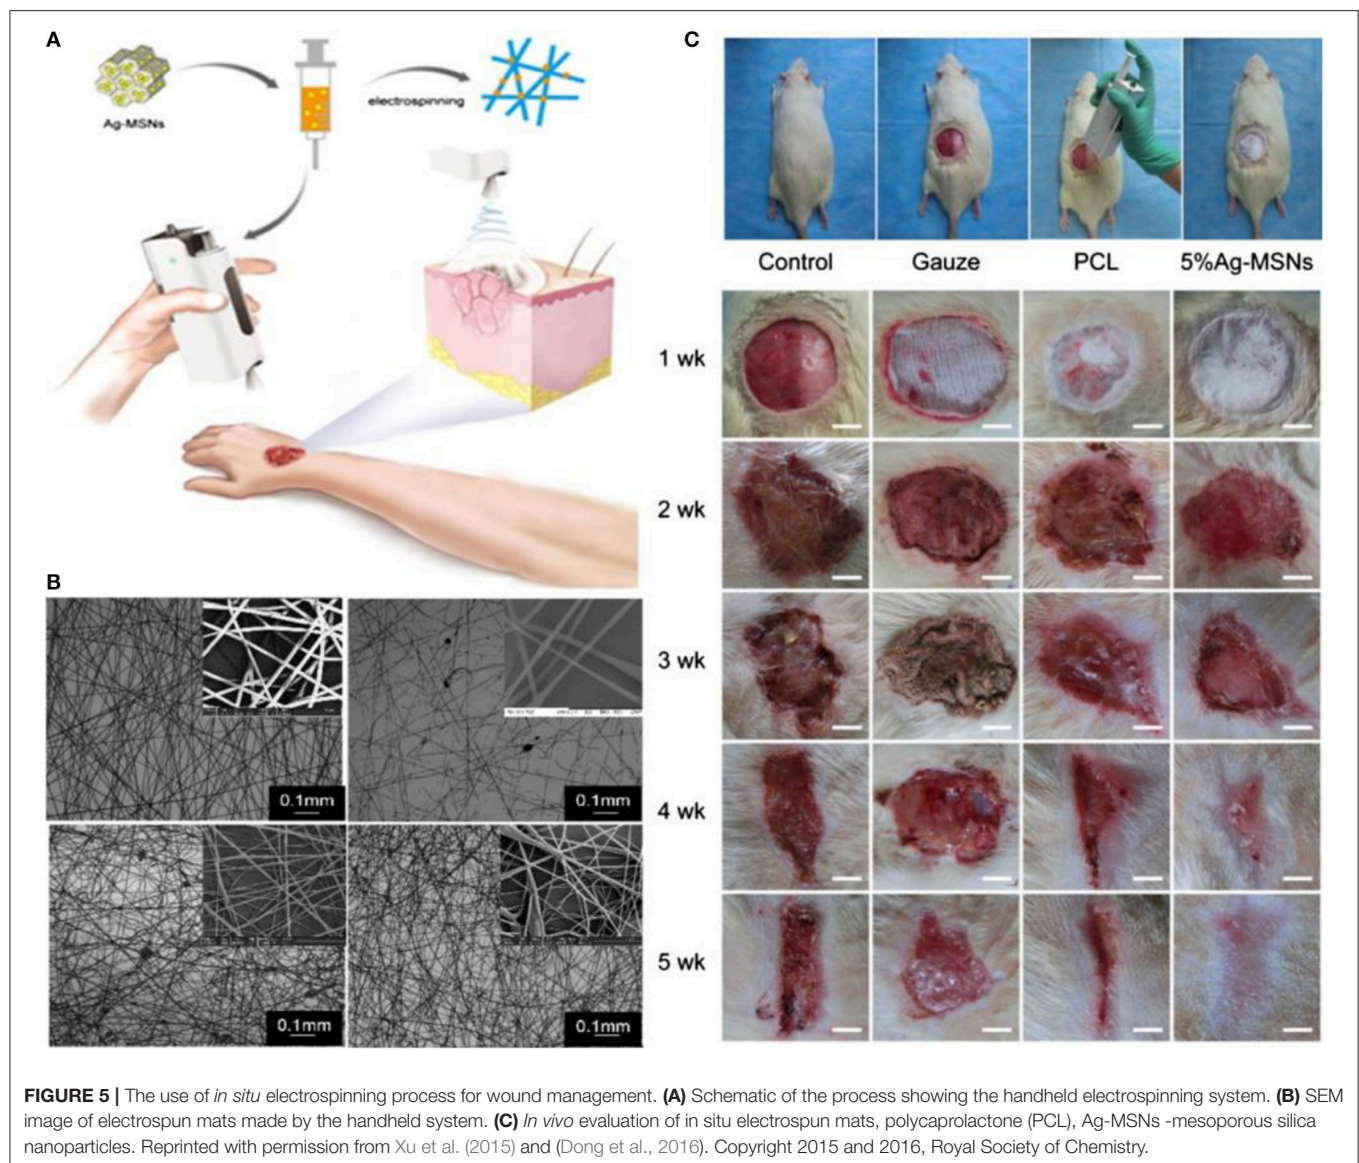 A
Ag-MSNs
electrospinning
B
0.1mm
0.1mm
0.1mm
0.1mm
C
Control Gauze PCL 5%Ag-MSNs
1 wk
2 wk
3 wk
4 wk
5 wk
FIGURE 5 | The use of in situ electrospinning process for wound management. (A) Schematic of the process showing the handheld electrospinning system. (B) SEM
image of electrospun mats made by the handheld system. (C) In vivo evaluation of in situ electrospun mats, polycaprolactone (PCL), Ag-MSNs -mesoporous silica
nanoparticles. Reprinted with permission from Xu et al. (2015) and (Dong et al., 2016). Copyright 2015 and 2016, Royal Society of Chemistry.